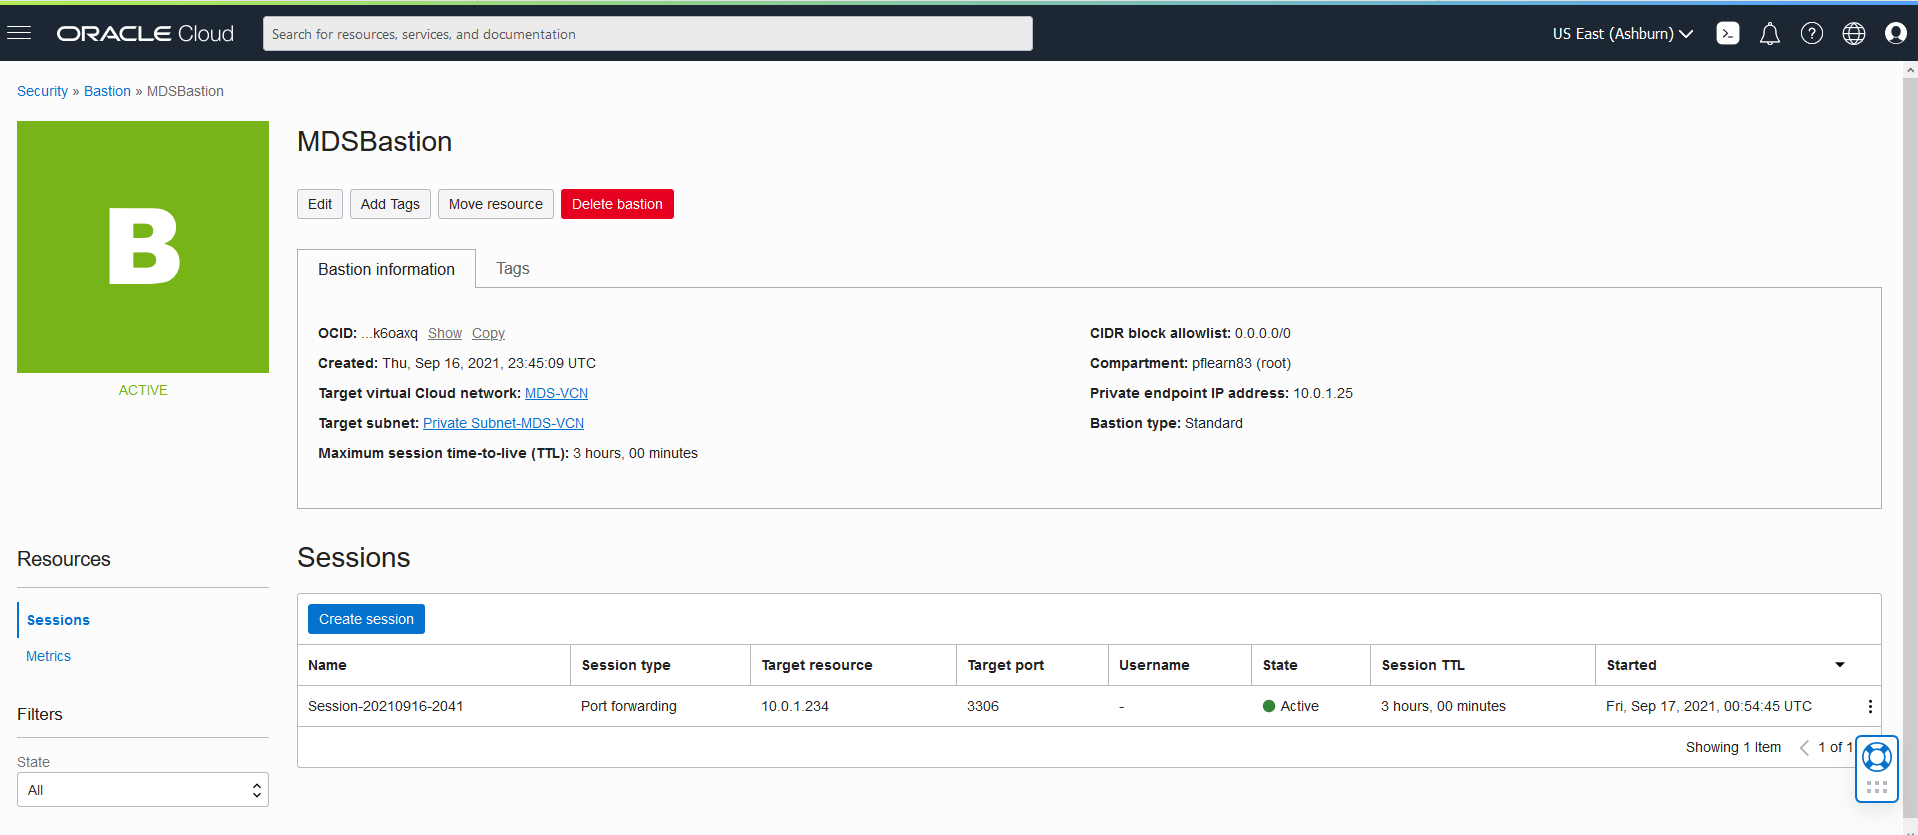 ORACLE Cloud
Search for resources, services, and documentation
US East (Ashburn)
Security » Bastion » MDSBastion
B
ACTIVE
MDSBastion
Edit Add Tags Move resource Delete bastion
Bastion information Tags
OCID: ...k6oaxq Show Copy
Created: Thu, Sep 16, 2021, 23:45:09 UTC
Target virtual Cloud network: MDS-VCN
Target subnet: Private Subnet-MDS-VCN
Maximum session time-to-live (TTL): 3 hours, 00 minutes
CIDR block allowlist: 0.0.0.0/0
Compartment: pflearn83 (root)
Private endpoint IP address: 10.0.1.25
Bastion type: Standard
Resources
Sessions
Metrics
Filters
State
All
Sessions
Create session
Name Session type Target resource Target port Username State Session TTL Started
Session-20210916-2041 Port forwarding 10.0.1.234 3306 - Active 3 hours, 00 minutes Fri, Sep 17, 2021, 00:54:45 UTC
Showing 1 Item 1 of 1